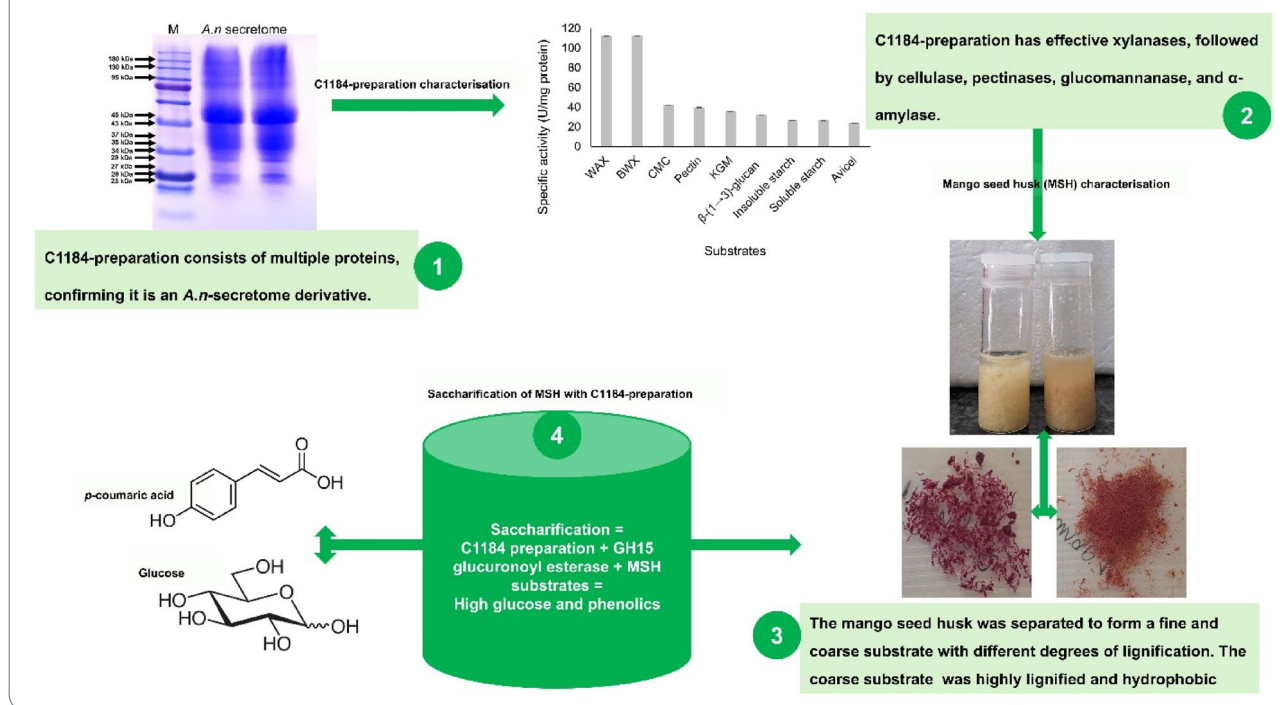 M
A.n secretome
180 kDa
130 kDa
95 kDa
45 kDa
43 kDa
37 kDa
35 kDa
34 kDa
29 kDa
27 kDa
26 kDa
23 kDa
C1184-preparation consists of multiple proteins,
confirming it is an A.n-secretome derivative.
1
C1184-preparation characterisation
Specific activity (U/mg protein)
120
100
80
60
40
20
0
WAX
BWX
CMC
Pectin
KGM
β-(1→3)-glucan
Insoluble starch
Soluble starch
Avicel
Substrates
C1184-preparation has effective xylanases, followed
by cellulase, pectinases, glucomannanase, and α-
amylase.
2
Mango seed husk (MSH) characterisation
3
The mango seed husk was separated to form a fine and
coarse substrate with different degrees of lignification. The
coarse substrate was highly lignified and hydrophobic
Saccharification of MSH with C1184-preparation
4
Saccharification =
C1184 preparation + GH15
glucuronoyl esterase + MSH
substrates =
High glucose and phenolics
p-coumaric acid
O
OH
HO
Glucose
OH
HO
O
HO
OH
HO